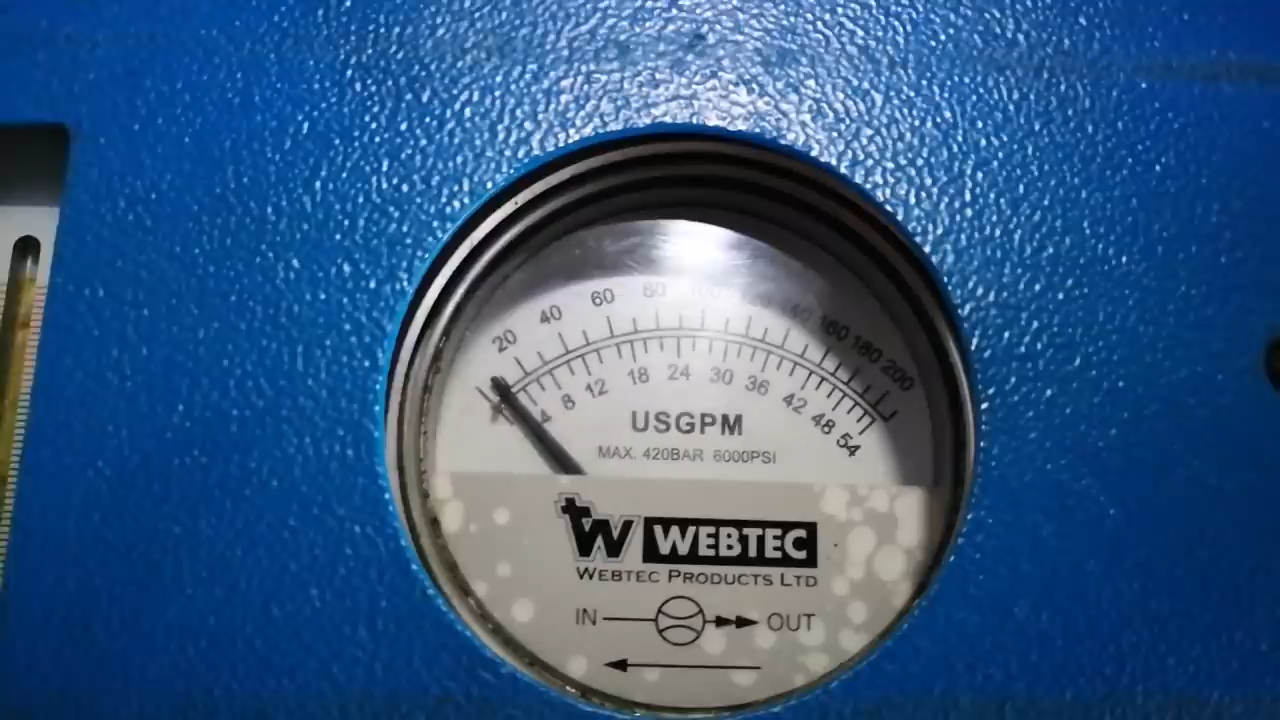 20 40 60 80 100 120 140 160 180 200
4 8 12 18 24 30 36 42 48 54
USGPM
MAX. 420BAR 6000PSI
tw WEBTEC
WEBTEC PRODUCTS LTD
IN OUT